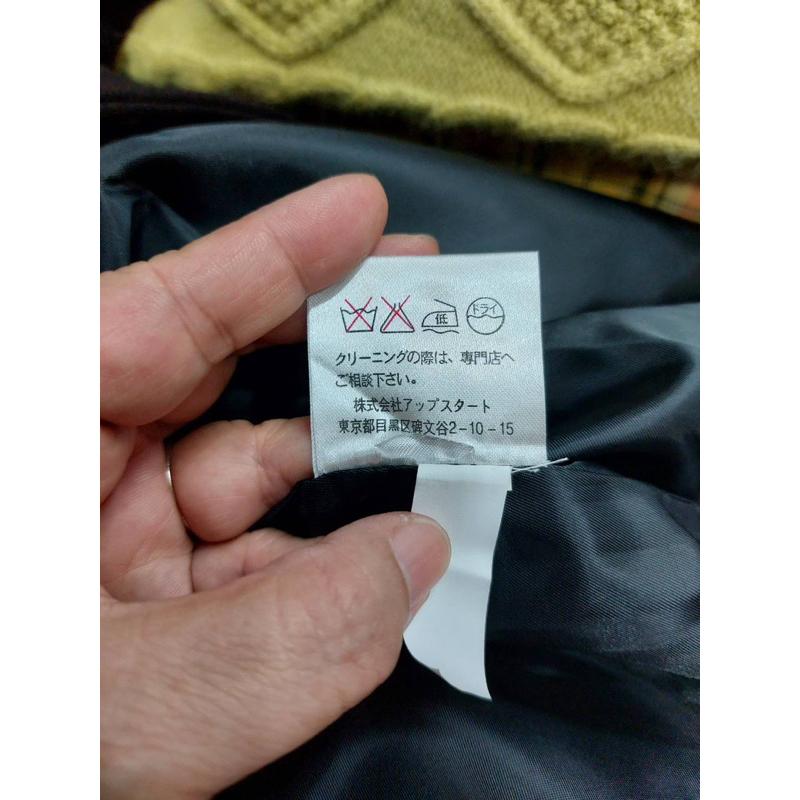 低 ドライ
クリーニングの際は、専門店へ
ご相談下さい。
株式会社アップスタート
東京都目黒区碑文谷2-10-15